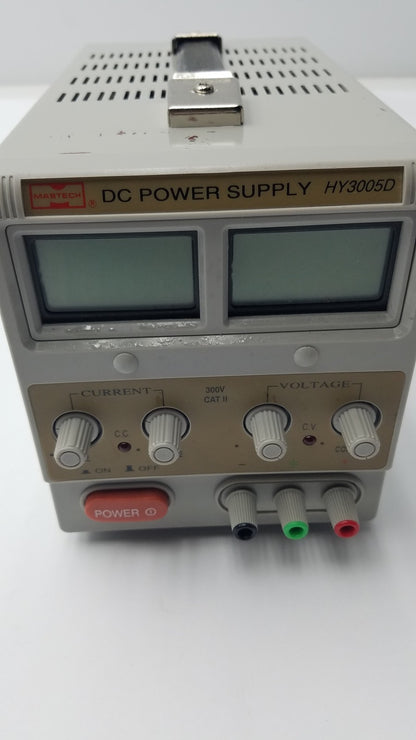 MASTECH ®
DC POWER SUPPLY HY3005D
CURRENT
300V
CAT II
VOLTAGE
C.C.
C.V.
ON OFF
- +
POWER